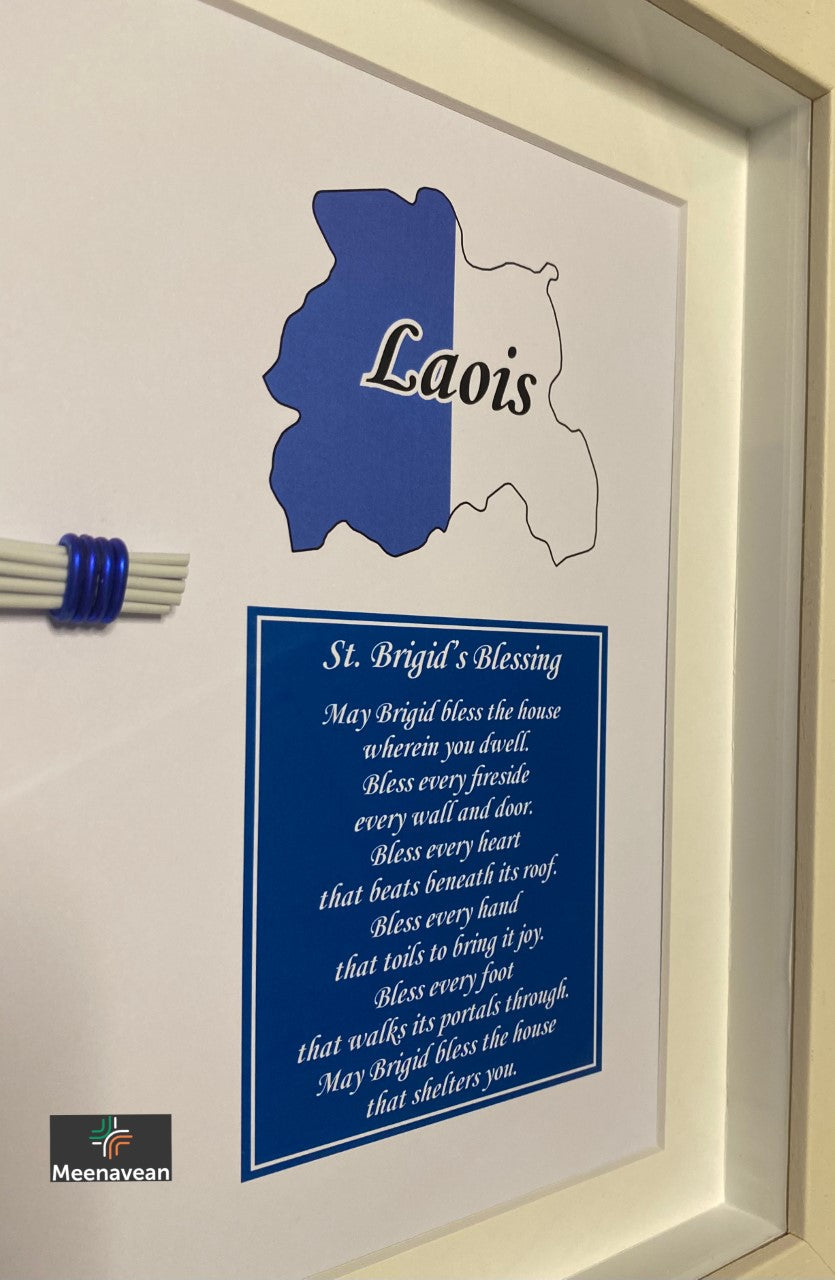 Laois
St. Brigid's Blessing
May Brigid bless the house
wherein you dwell.
Bless every fireside
every wall and door.
Bless every heart
that beats beneath its roof.
Bless every hand
that toils to bring it joy.
Bless every foot
that walks its portals through.
May Brigid bless the house
that shelters you.
Meenavean